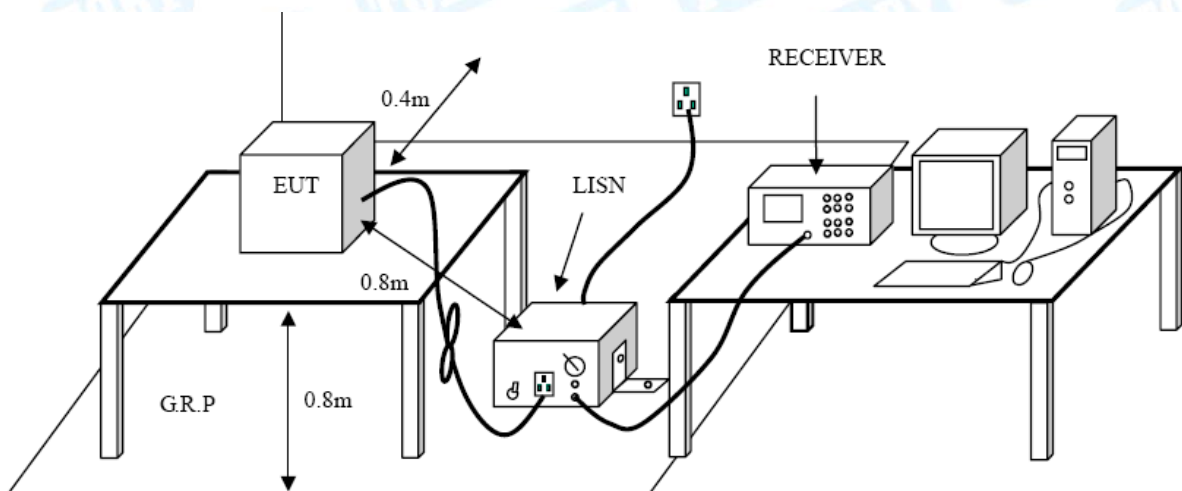 RECEIVER
0.4m
EUT
LISN
0.8m
G.R.P
0.8m